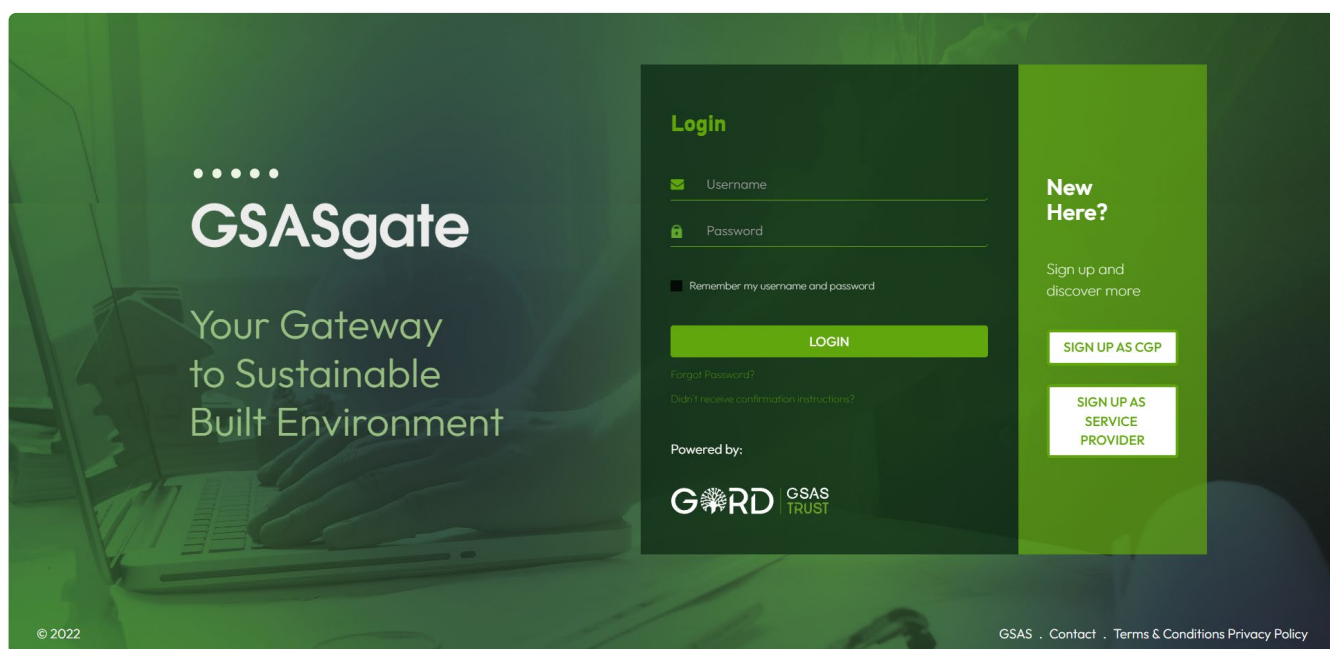 GSASgate
Your Gateway
to Sustainable
Built Environment
Login
Username
Password
Remember my username and password
LOGIN
Forgot Password?
Didn't receive confirmation instructions?
Powered by:
GORD GSAS
TRUST
New
Here?
Sign up and
discover more
SIGN UP AS CGP
SIGN UP AS
SERVICE
PROVIDER
© 2022
GSAS . Contact . Terms & Conditions Privacy Policy